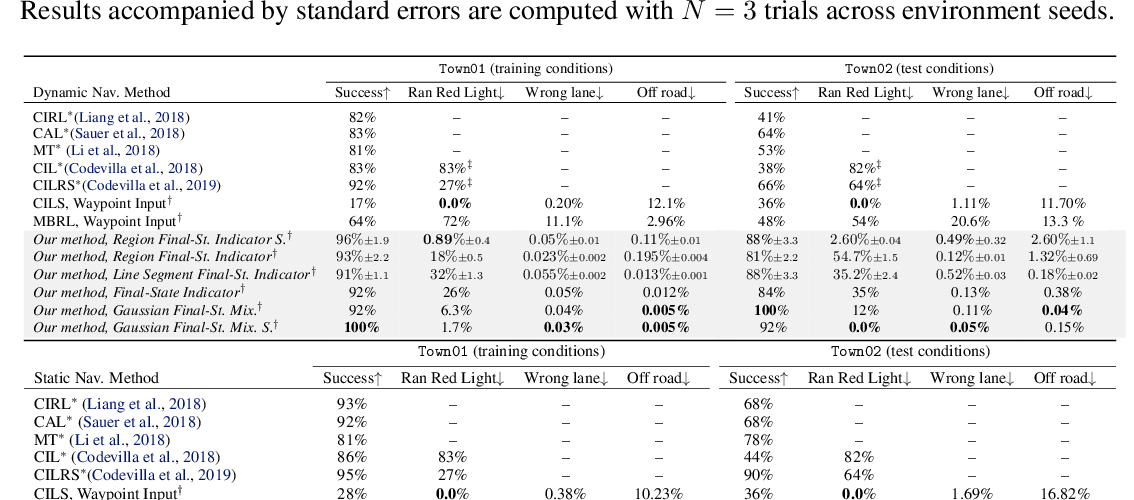 Results accompanied by standard errors are computed with N = 3 trials across environment seeds.
Town01 (training conditions) Town02 (test conditions)
Dynamic Nav. Method Success↑ Ran Red Light↓ Wrong lane↓ Off road↓ Success↑ Ran Red Light↓ Wrong lane↓ Off road↓
CIRL*(Liang et al., 2018) 82% – – – 41% – – –
CAL*(Sauer et al., 2018) 83% – – – 64% – – –
MT* (Li et al., 2018) 81% – – – 53% – – –
CIL*(Codevilla et al., 2018) 83% 83%‡ – – 38% 82%‡ – –
CILRS*(Codevilla et al., 2019) 92% 27%‡ – – 66% 64%‡ – –
CILS, Waypoint Input† 17% 0.0% 0.20% 12.1% 36% 0.0% 1.11% 11.70%
MBRL, Waypoint Input† 64% 72% 11.1% 2.96% 48% 54% 20.6% 13.3 %
Our method, Region Final-St. Indicator S.† 96%±1.9 0.89%±0.4 0.05%±0.01 0.11%±0.01 88%±3.3 2.60%±0.04 0.49%±0.32 2.60%±1.1
Our method, Region Final-St. Indicator† 93%±2.2 18%±0.5 0.023%±0.002 0.195%±0.004 81%±2.2 54.7%±1.5 0.12%±0.01 1.32%±0.69
Our method, Line Segment Final-St. Indicator† 91%±1.1 32%±1.3 0.055%±0.002 0.013%±0.001 88%±3.3 35.2%±2.4 0.52%±0.03 0.18%±0.02
Our method, Final-State Indicator† 92% 26% 0.05% 0.012% 84% 35% 0.13% 0.38%
Our method, Gaussian Final-St. Mix.† 92% 6.3% 0.04% 0.005% 100% 12% 0.11% 0.04%
Our method, Gaussian Final-St. Mix. S.† 100% 1.7% 0.03% 0.005% 92% 0.0% 0.05% 0.15%
Town01 (training conditions) Town02 (test conditions)
Static Nav. Method Success↑ Ran Red Light↓ Wrong lane↓ Off road↓ Success↑ Ran Red Light↓ Wrong lane↓ Off road↓
CIRL* (Liang et al., 2018) 93% – – – 68% – – –
CAL* (Sauer et al., 2018) 92% – – – 68% – – –
MT* (Li et al., 2018) 81% – – – 78% – – –
CIL* (Codevilla et al., 2018) 86% 83% – – 44% 82% – –
CILRS*(Codevilla et al., 2019) 95% 27% – – 90% 64% – –
CILS, Waypoint Input† 28% 0.0% 0.38% 10.23% 36% 0.0% 1.69% 16.82%